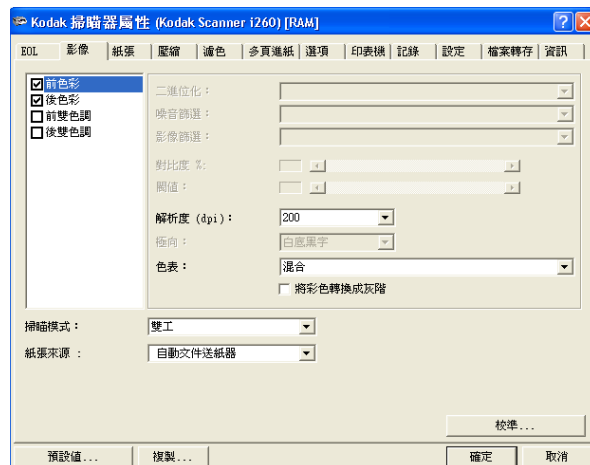 Kodak 掃瞄器屬性 (Kodak Scanner i260) [RAM]
EOL 影像 紙張 壓縮 濾色 多頁進紙 選項 印表機 記錄 設定 檔案轉存 資訊
前色彩
後色彩
前雙色調
後雙色調
二進位化：
噪音篩選：
影像篩選：
對比度 %:
閾值：
解析度 (dpi)： 200
極向： 白底黑字
色表： 混合
將彩色轉換成灰階
掃瞄模式： 雙工
紙張來源 ： 自動文件送紙器
校準...
預設值... 複製... 確定 取消